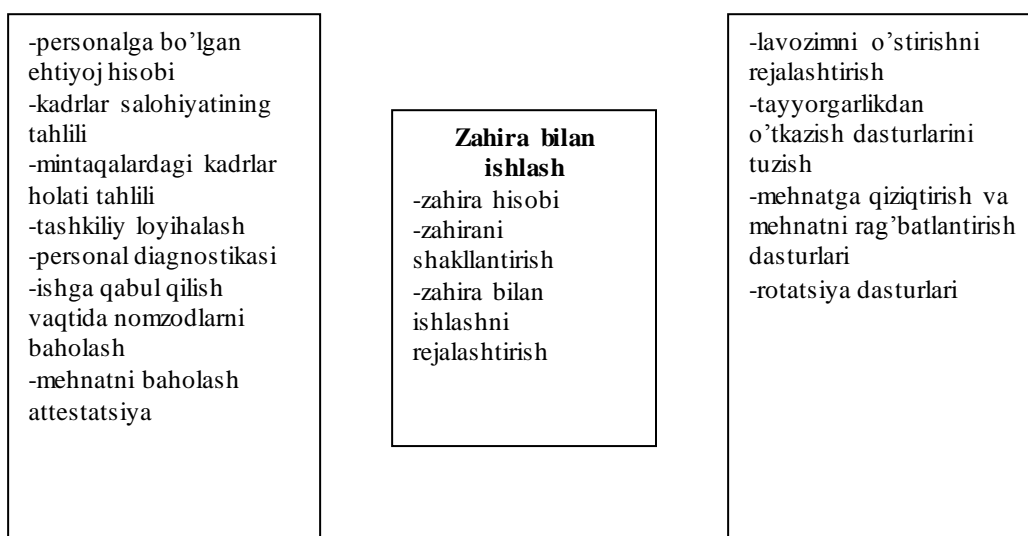 -personalga bo’lgan
ehtiyoj hisobi
-kadrlar salohiyatining
tahlili
-mintaqalardagi kadrlar
holati tahlili
-tashkiliy loyihalash
-personal diagnostikasi
-ishga qabul qilish
vaqtida nomzodlarni
baholash
-mehnatni baholash
attestatsiya
Zahira bilan
ishlash
-zahira hisobi
-zahirani
shakllantirish
-zahira bilan
ishlashni
rejalashtirish
-lavozimni o’stirishni
rejalashtirish
-tayyorgarlikdan
o’tkazish dasturlarini
tuzish
-mehnatga qiziqtirish va
mehnatni rag’batlantirish
dasturlari
-rotatsiya dasturlari